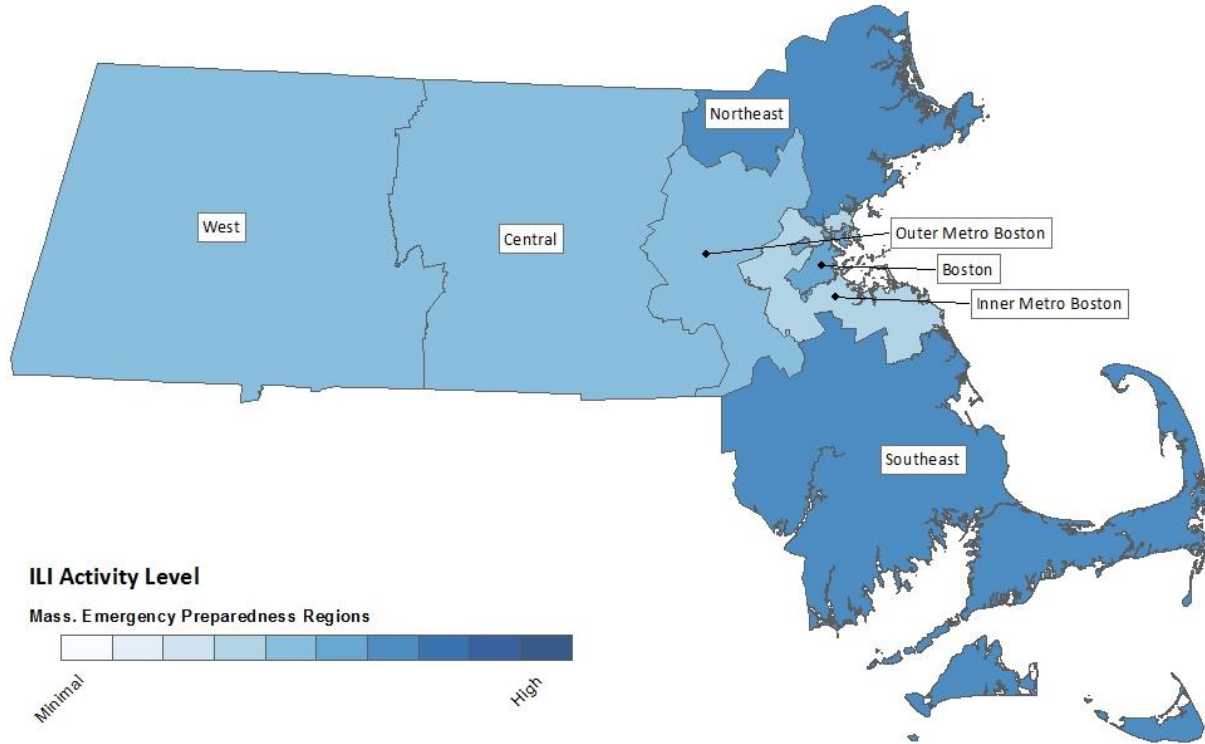 Northeast
West
Central
Outer Metro Boston
Boston
Inner Metro Boston
Southeast
ILI Activity Level
Mass. Emergency Preparedness Regions
Minimal
High